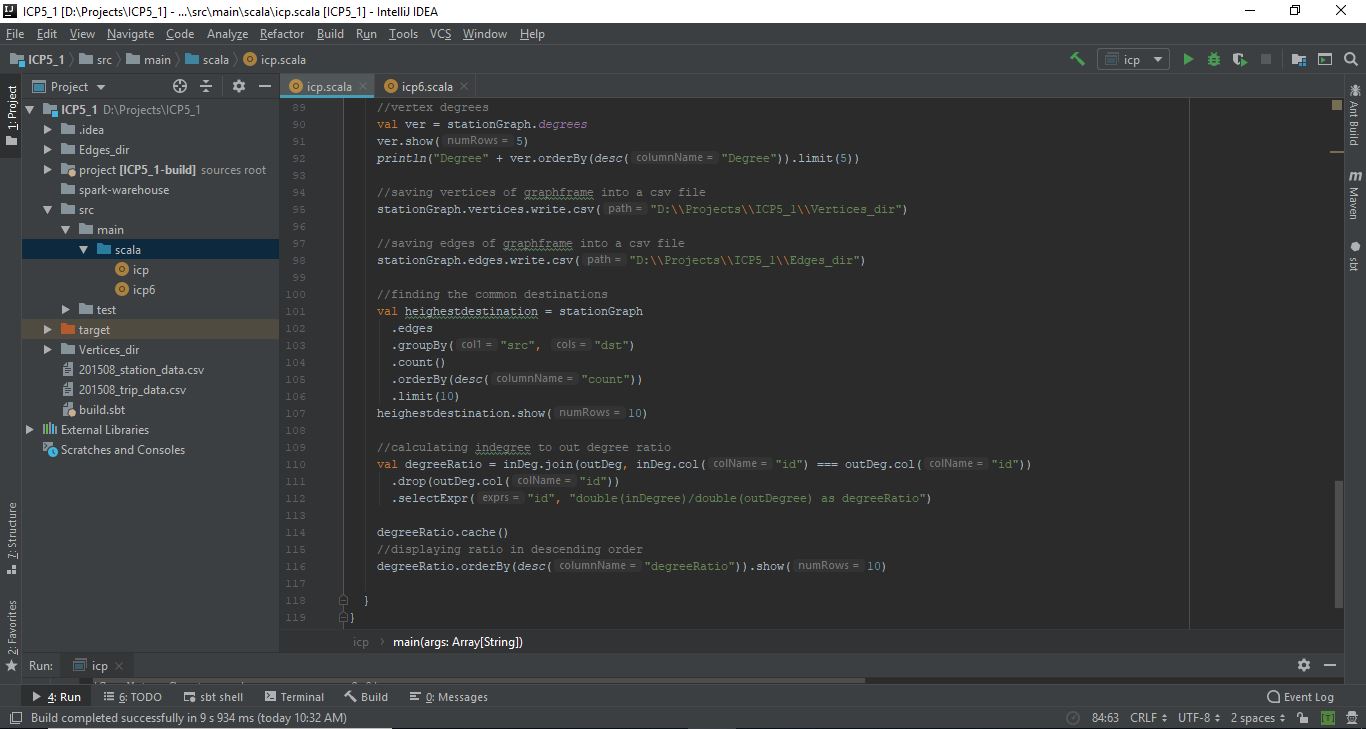 ICP5_1 [D:\Projects\ICP5_1] - ...\src\main\scala\icp.scala [ICP5_1] - IntelliJ IDEA
File Edit View Navigate Code Analyze Refactor Build Run Tools VCS Window Help
ICP5_1 src main scala icp.scala
icp
1: Project
Project
icp.scala
icp6.scala
ICP5_1 D:\Projects\ICP5_1
.idea
Edges_dir
project [ICP5_1-build] sources root
spark-warehouse
src
main
scala
icp
icp6
test
target
Vertices_dir
201508_station_data.csv
201508_trip_data.csv
build.sbt
External Libraries
Scratches and Consoles
7: Structure
2: Favorites
89 //vertex degrees
90 val ver = stationGraph.degrees
91 ver.show( numRows = 5)
92 println("Degree" + ver.orderBy(desc( columnName = "Degree")).limit(5))
93
94 //saving vertices of graphframe into a csv file
95 stationGraph.vertices.write.csv( path = "D:\\Projects\\ICP5_1\\Vertices_dir")
96
97 //saving edges of graphframe into a csv file
98 stationGraph.edges.write.csv( path = "D:\\Projects\\ICP5_1\\Edges_dir")
99
100 //finding the common destinations
101 val heighestdestination = stationGraph
102 .edges
103 .groupBy( col1 = "src", cols = "dst")
104 .count()
105 .orderBy(desc( columnName = "count"))
106 .limit(10)
107 heighestdestination.show( numRows = 10)
108
109 //calculating indegree to out degree ratio
110 val degreeRatio = inDeg.join(outDeg, inDeg.col( colName = "id") === outDeg.col( colName = "id"))
111 .drop(outDeg.col( colName = "id"))
112 .selectExpr( exprs = "id", "double(inDegree)/double(outDegree) as degreeRatio")
113
114 degreeRatio.cache()
115 //displaying ratio in descending order
116 degreeRatio.orderBy(desc( columnName = "degreeRatio")).show( numRows = 10)
117
118 }
119 }
icp > main(args: Array[String])
Ant Build
m Maven
sbt
Run: icp
4: Run 6: TODO sbt shell Terminal Build 0: Messages Event Log
Build completed successfully in 9 s 934 ms (today 10:32 AM) 84:63 CRLF UTF-8 2 spaces